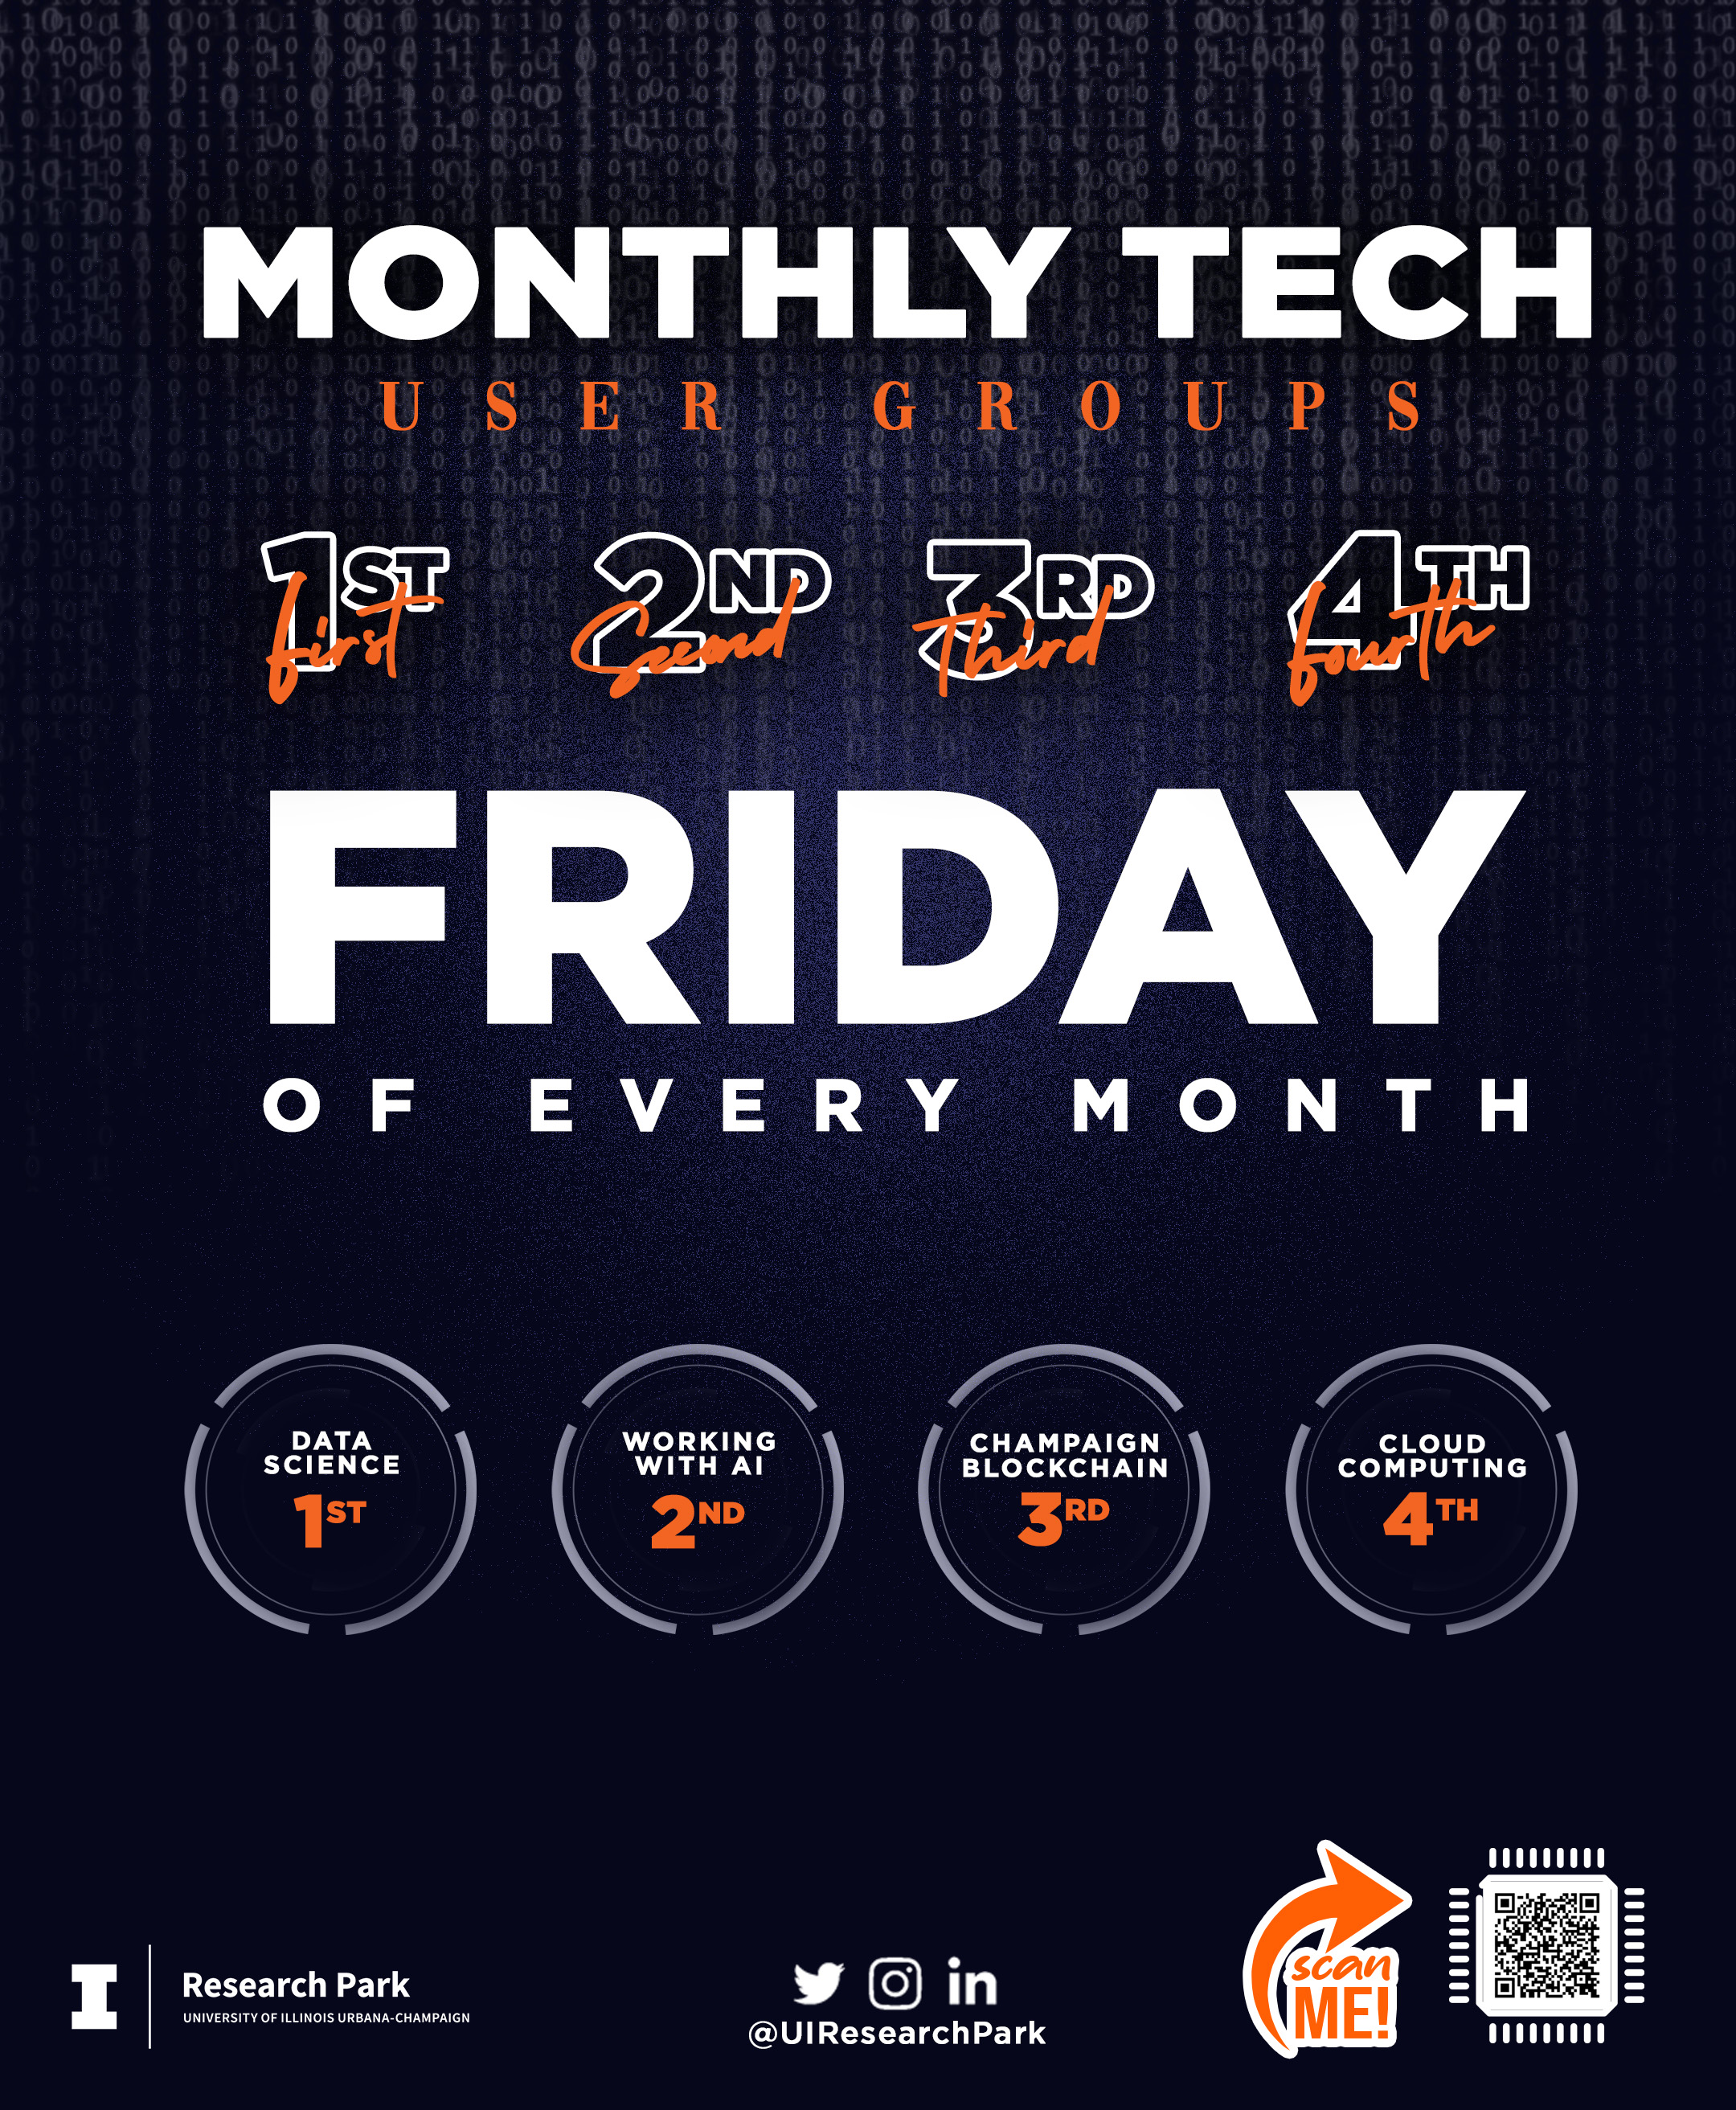 MONTHLY TECH
USER GROUPS
1ST 2ND 3RD 4TH
first Second Third fourth
FRIDAY
OF EVERY MONTH
DATA
SCIENCE
1ST
WORKING
WITH AI
2ND
CHAMPAIGN
BLOCKCHAIN
3RD
CLOUD
COMPUTING
4TH
I
Research Park
UNIVERSITY OF ILLINOIS URBANA-CHAMPAIGN
in
@UIResearchPark
scan
ME!